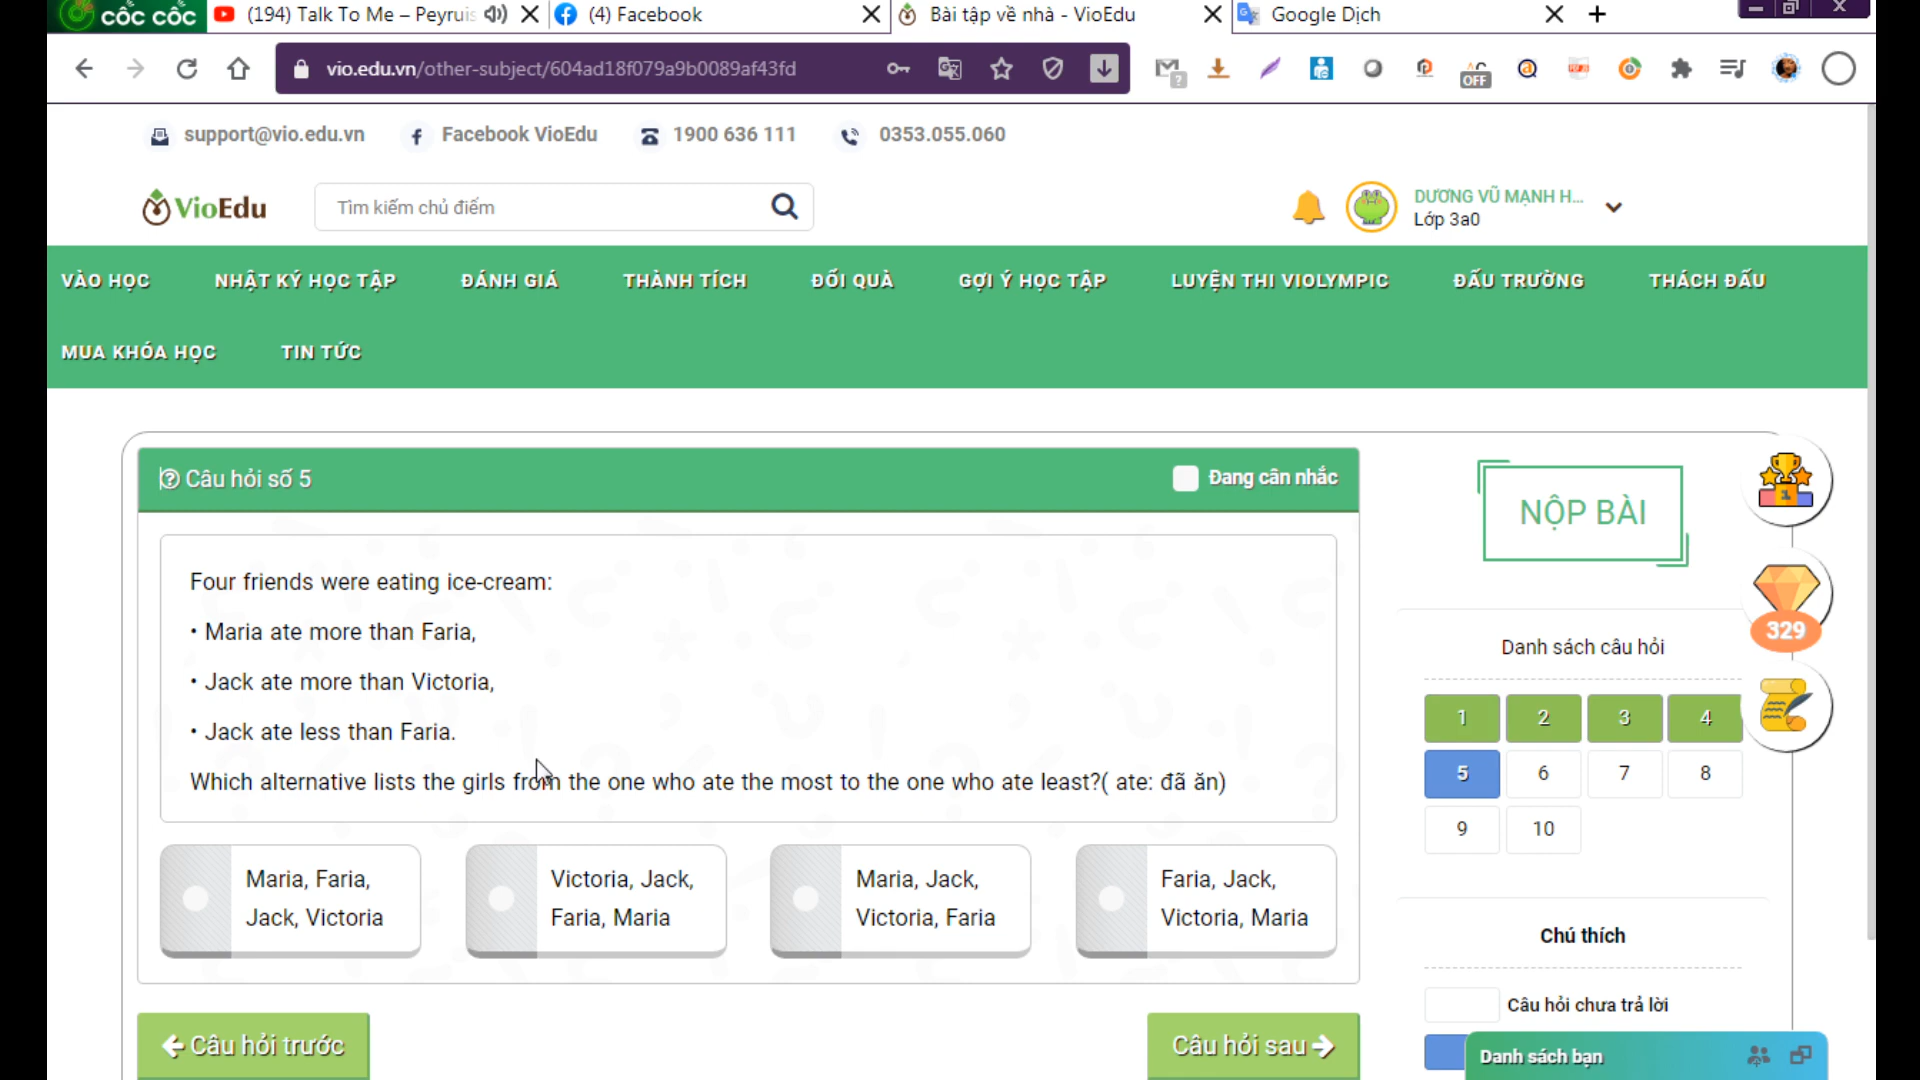 cốc cốc
(194) Talk To Me – Peyruis
(4) Facebook
Bài tập về nhà - VioEdu
Google Dịch
vio.edu.vn/other-subject/604ad18f079a9b0089af43fd
OFF
support@vio.edu.vn
Facebook VioEdu
1900 636 111
0353.055.060
VioEdu
Tìm kiếm chủ điểm
DƯƠNG VŨ MẠNH H...
Lớp 3a0
VÀO HỌC
NHẬT KÝ HỌC TẬP
ĐÁNH GIÁ
THÀNH TÍCH
ĐỔI QUÀ
GỢI Ý HỌC TẬP
LUYỆN THI VIOLYMPIC
ĐẤU TRƯỜNG
THÁCH ĐẤU
MUA KHÓA HỌC
TIN TỨC
Câu hỏi số 5
Đang cân nhắc
Four friends were eating ice-cream:
• Maria ate more than Faria,
• Jack ate more than Victoria,
• Jack ate less than Faria.
Which alternative lists the girls from the one who ate the most to the one who ate least?( ate: đã ăn)
Maria, Faria,
Jack, Victoria
Victoria, Jack,
Faria, Maria
Maria, Jack,
Victoria, Faria
Faria, Jack,
Victoria, Maria
Câu hỏi trước
Câu hỏi sau
NỘP BÀI
1
329
Danh sách câu hỏi
1 2 3 4
5 6 7 8
9 10
Chú thích
Câu hỏi chưa trả lời
Danh sách bạn